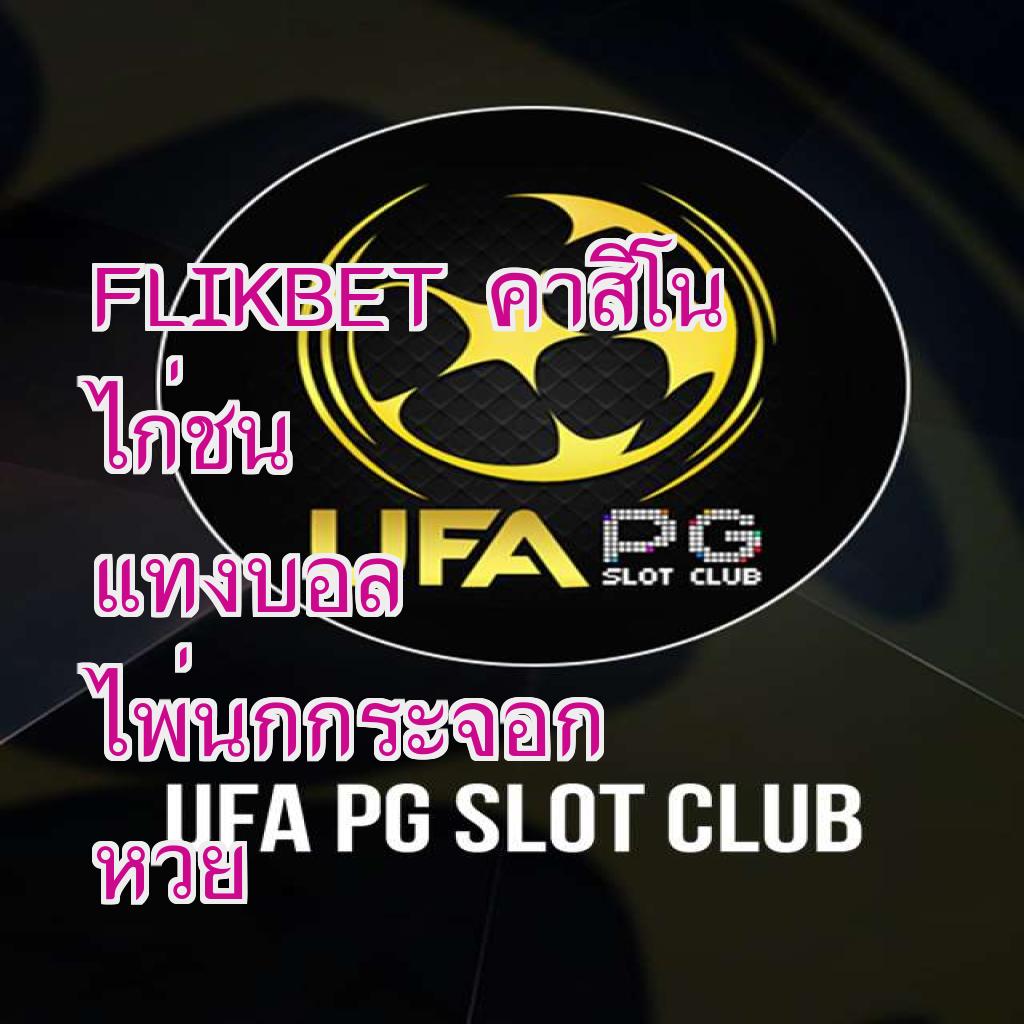 FLIKBET คาสิโน
ไก่ชน
UFA PG
SLOT CLUB
แทงบอล
ไพ่นกกระจอก
UFA PG SLOT CLUB
หวย